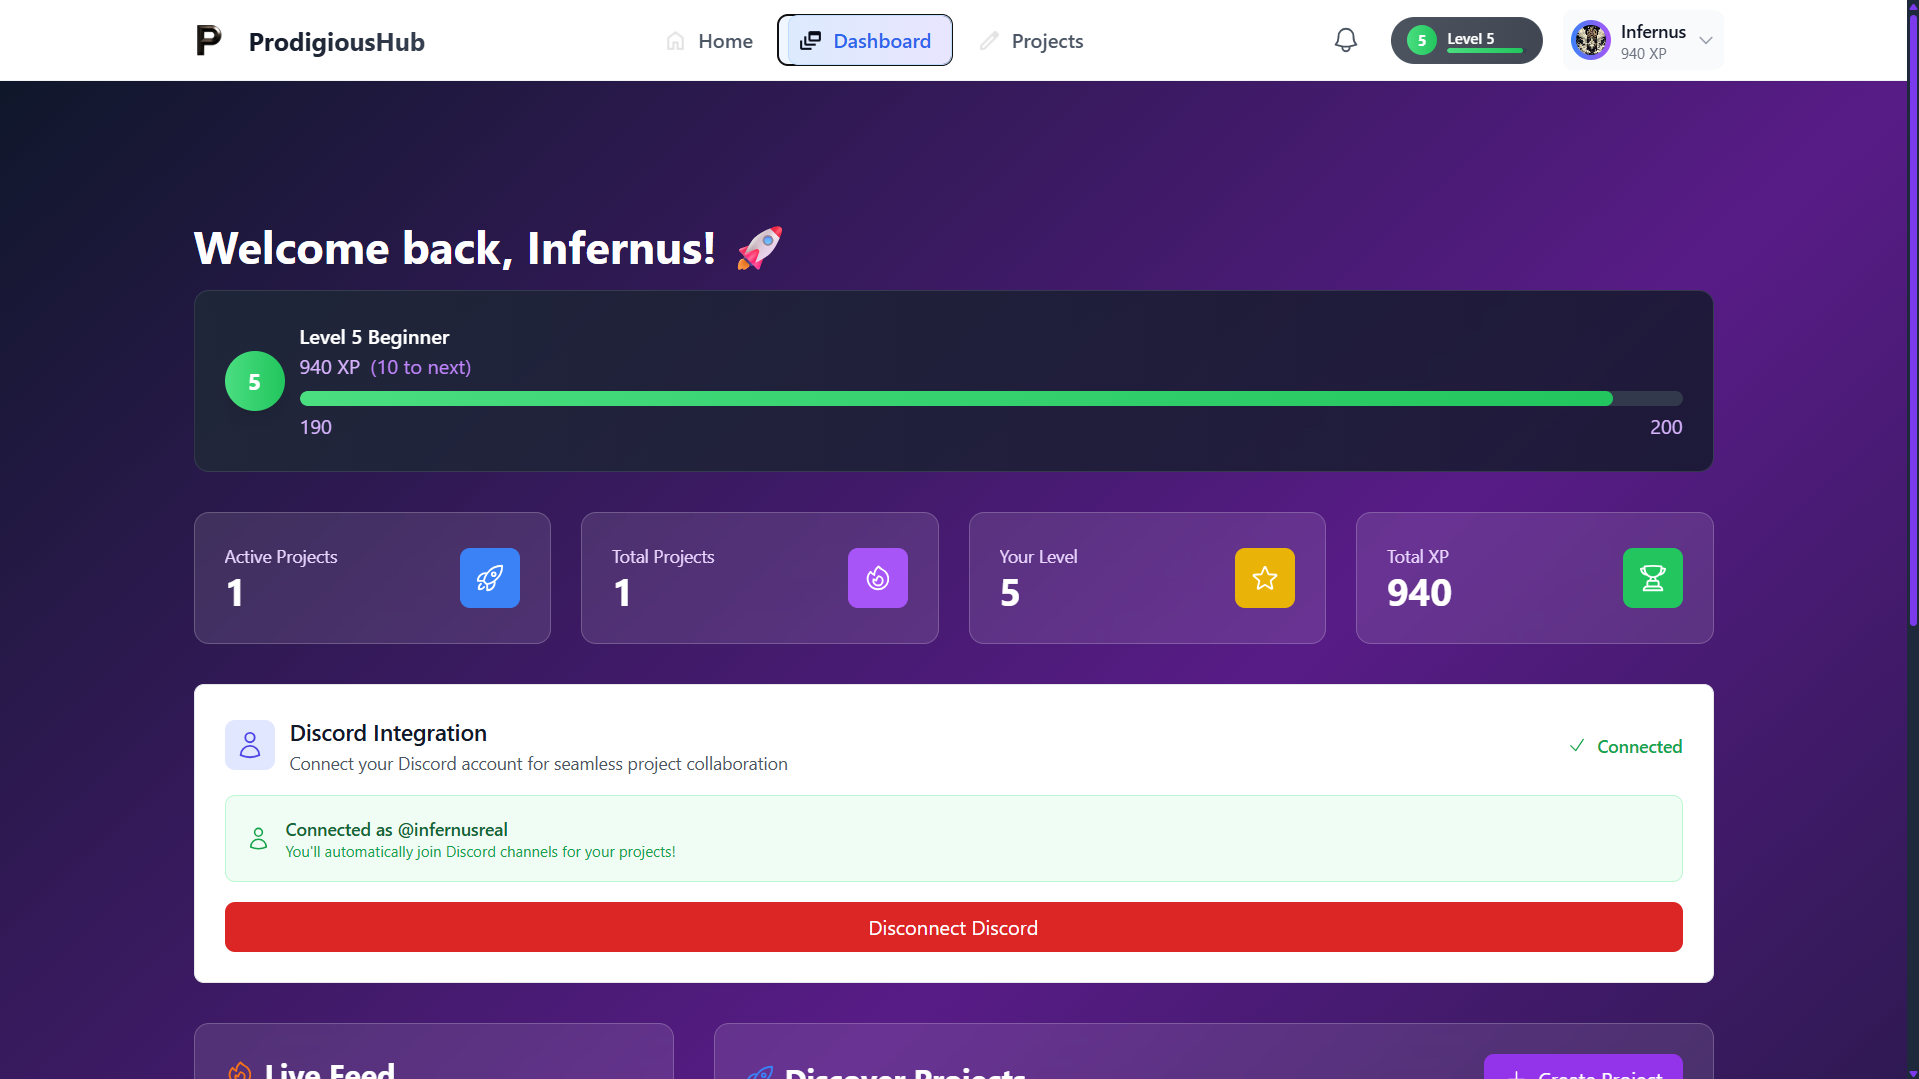 P ProdigiousHub Home Dashboard Projects 5 Level 5 Infernus
940 XP
Welcome back, Infernus! 🚀
Level 5 Beginner
940 XP (10 to next)
5
190 200
Active Projects
1
Total Projects
1
Your Level
5
Total XP
940
Discord Integration
Connect your Discord account for seamless project collaboration
Connected
Connected as @infernusreal
You'll automatically join Discord channels for your projects!
Disconnect Discord
Live Feed
Discover Projects
Create Project